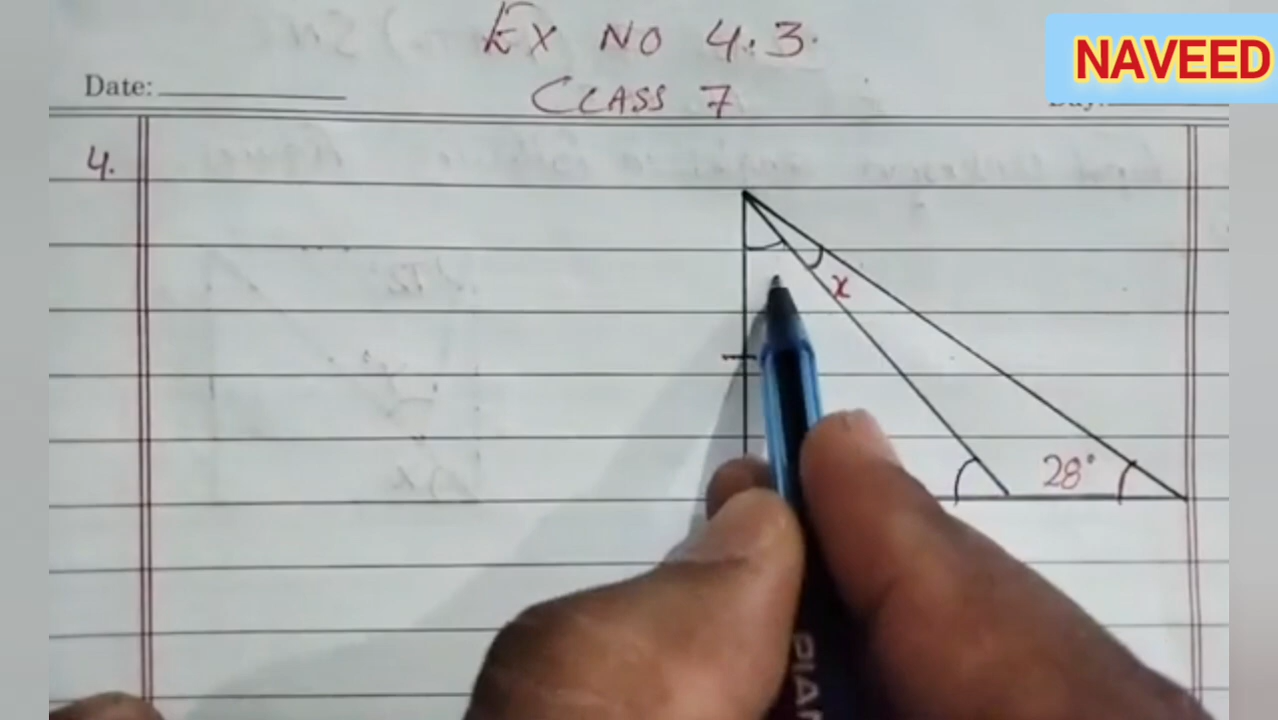 Ex NO 4.3.
NAVEED
Date:
CLASS 7
4.
x
28°